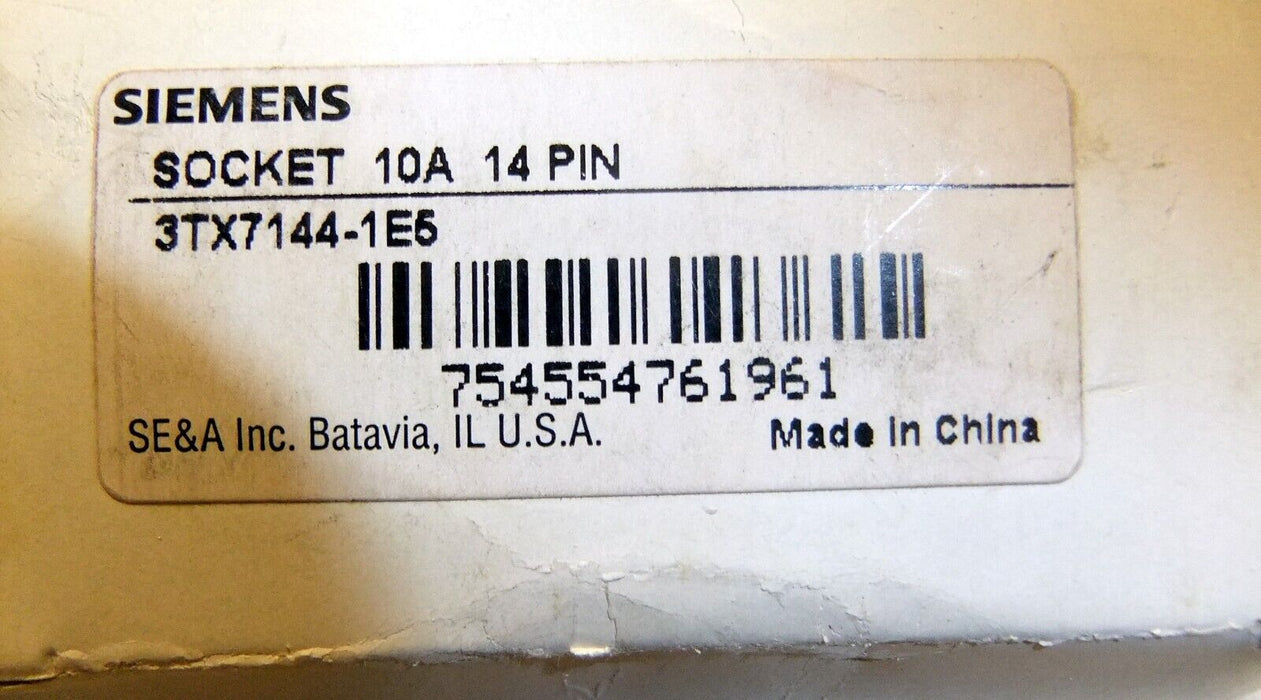 SIEMENS
SOCKET 10A 14 PIN
3TX7144-1E5
754554761961
SE&A Inc. Batavia, IL U.S.A.
Made in China